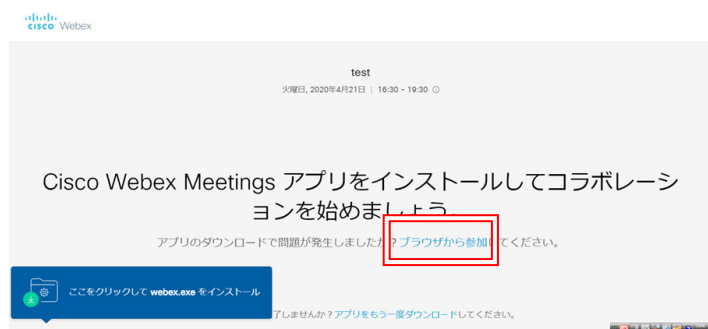 CISCO Webex
test
火曜日, 2020年4月21日 | 16:30 - 19:30
Cisco Webex Meetings アプリをインストールしてコラボレーシ
ョンを始めましょう。
アプリのダウンロードで問題が発生しましたか？ブラウザから参加してください。
ここをクリックして webex.exe をインストール
了しませんか？アプリをもう一度ダウンロードしてください。